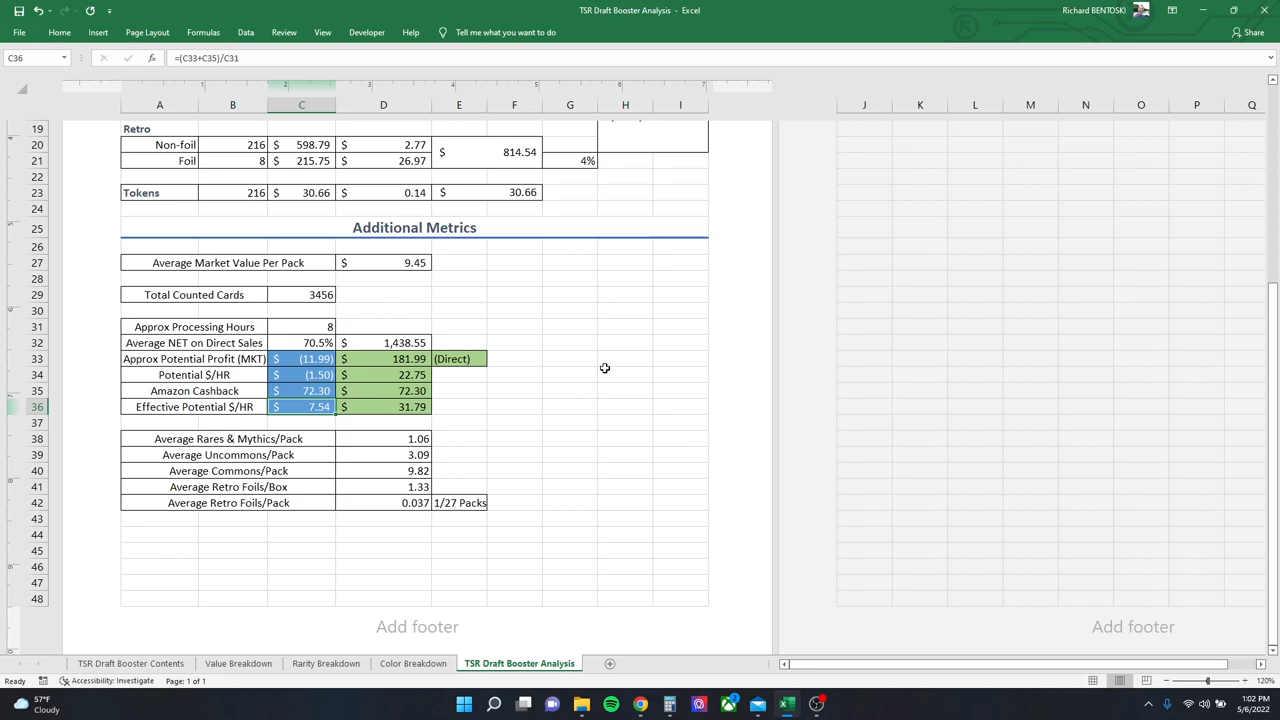 TSR Draft Booster Analysis - Excel
Richard BENTOSKI
File Home Insert Page Layout Formulas Data Review View Developer Help Tell me what you want to do Share
C36 fx =(C33+C35)/C31
1 2 3 4 5 6 7
A B C D E F G H I J K L M N O P Q
19 Retro
20 Non-foil 216 $ 598.79 $ 2.77 $ 814.54
21 Foil 8 $ 215.75 $ 26.97 4%
22
23 Tokens 216 $ 30.66 $ 0.14 $ 30.66
24
25 Additional Metrics
26
27 Average Market Value Per Pack $ 9.45
28
29 Total Counted Cards 3456
30
31 Approx Processing Hours 8
32 Average NET on Direct Sales 70.5% $ 1,438.55
33 Approx Potential Profit (MKT) $ (11.99) $ 181.99 (Direct)
34 Potential $/HR $ (1.50) $ 22.75
35 Amazon Cashback $ 72.30 $ 72.30
36 Effective Potential $/HR $ 7.54 $ 31.79
37
38 Average Rares & Mythics/Pack 1.06
39 Average Uncommons/Pack 3.09
40 Average Commons/Pack 9.82
41 Average Retro Foils/Box 1.33
42 Average Retro Foils/Pack 0.037 1/27 Packs
43
44
45
46
47
48
Add footer Add footer
TSR Draft Booster Contents Value Breakdown Rarity Breakdown Color Breakdown TSR Draft Booster Analysis
Ready Accessibility: Investigate Page: 1 of 1 120%
57°F
Cloudy
1:02 PM
5/6/2022